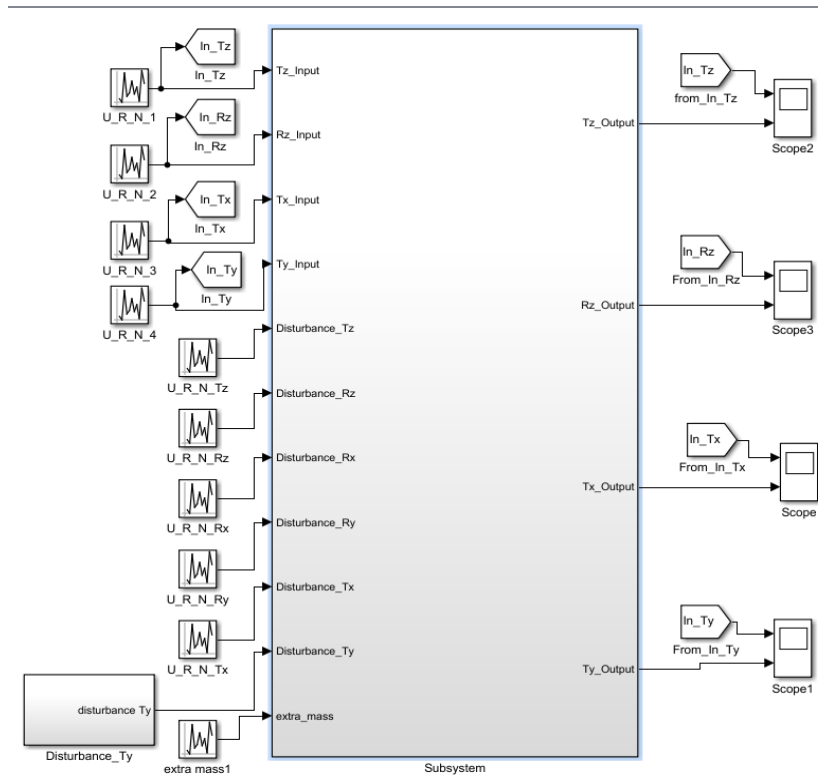 In_Tz
In_Tz
U_R_N_1
Tz_Input
In_Rz
In_Rz
U_R_N_2
Rz_Input
In_Tx
In_Tx
U_R_N_3
Tx_Input
In_Ty
In_Ty
U_R_N_4
Ty_Input
U_R_N_Tz
Disturbance_Tz
U_R_N_Rz
Disturbance_Rz
U_R_N_Rx
Disturbance_Rx
U_R_N_Ry
Disturbance_Ry
U_R_N_Tx
Disturbance_Tx
disturbance Ty
Disturbance_Ty
Disturbance_Ty
extra mass1
extra_mass
Subsystem
Tz_Output
In_Tz
from_In_Tz
Scope2
Rz_Output
In_Rz
From_In_Rz
Scope3
Tx_Output
In_Tx
From_In_Tx
Scope
Ty_Output
In_Ty
From_In_Ty
Scope1